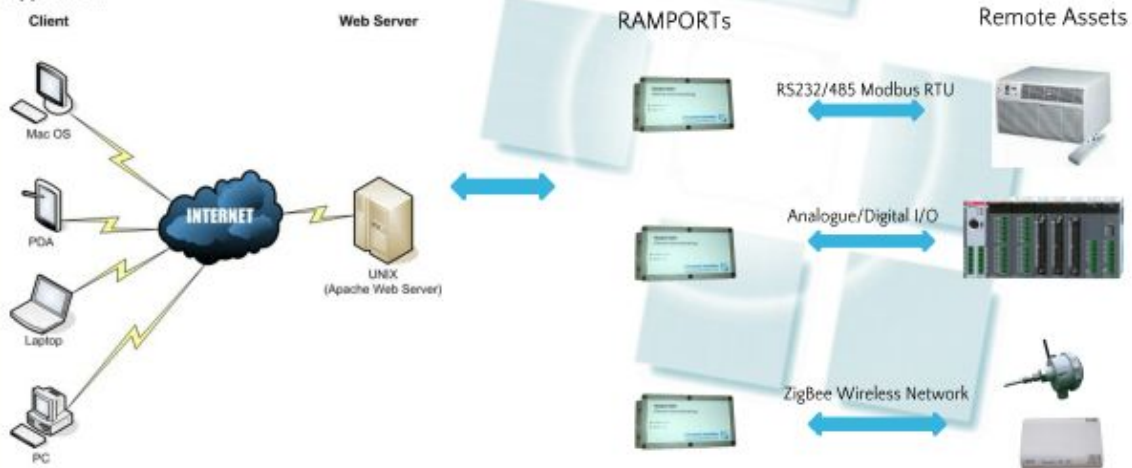 Client
Web Server
RAMPORTs
Remote Assets
Mac OS
RS232/485 Modbus RTU
PDA
INTERNET
UNIX
(Apache Web Server)
Analogue/Digital I/O
Laptop
ZigBee Wireless Network
PC